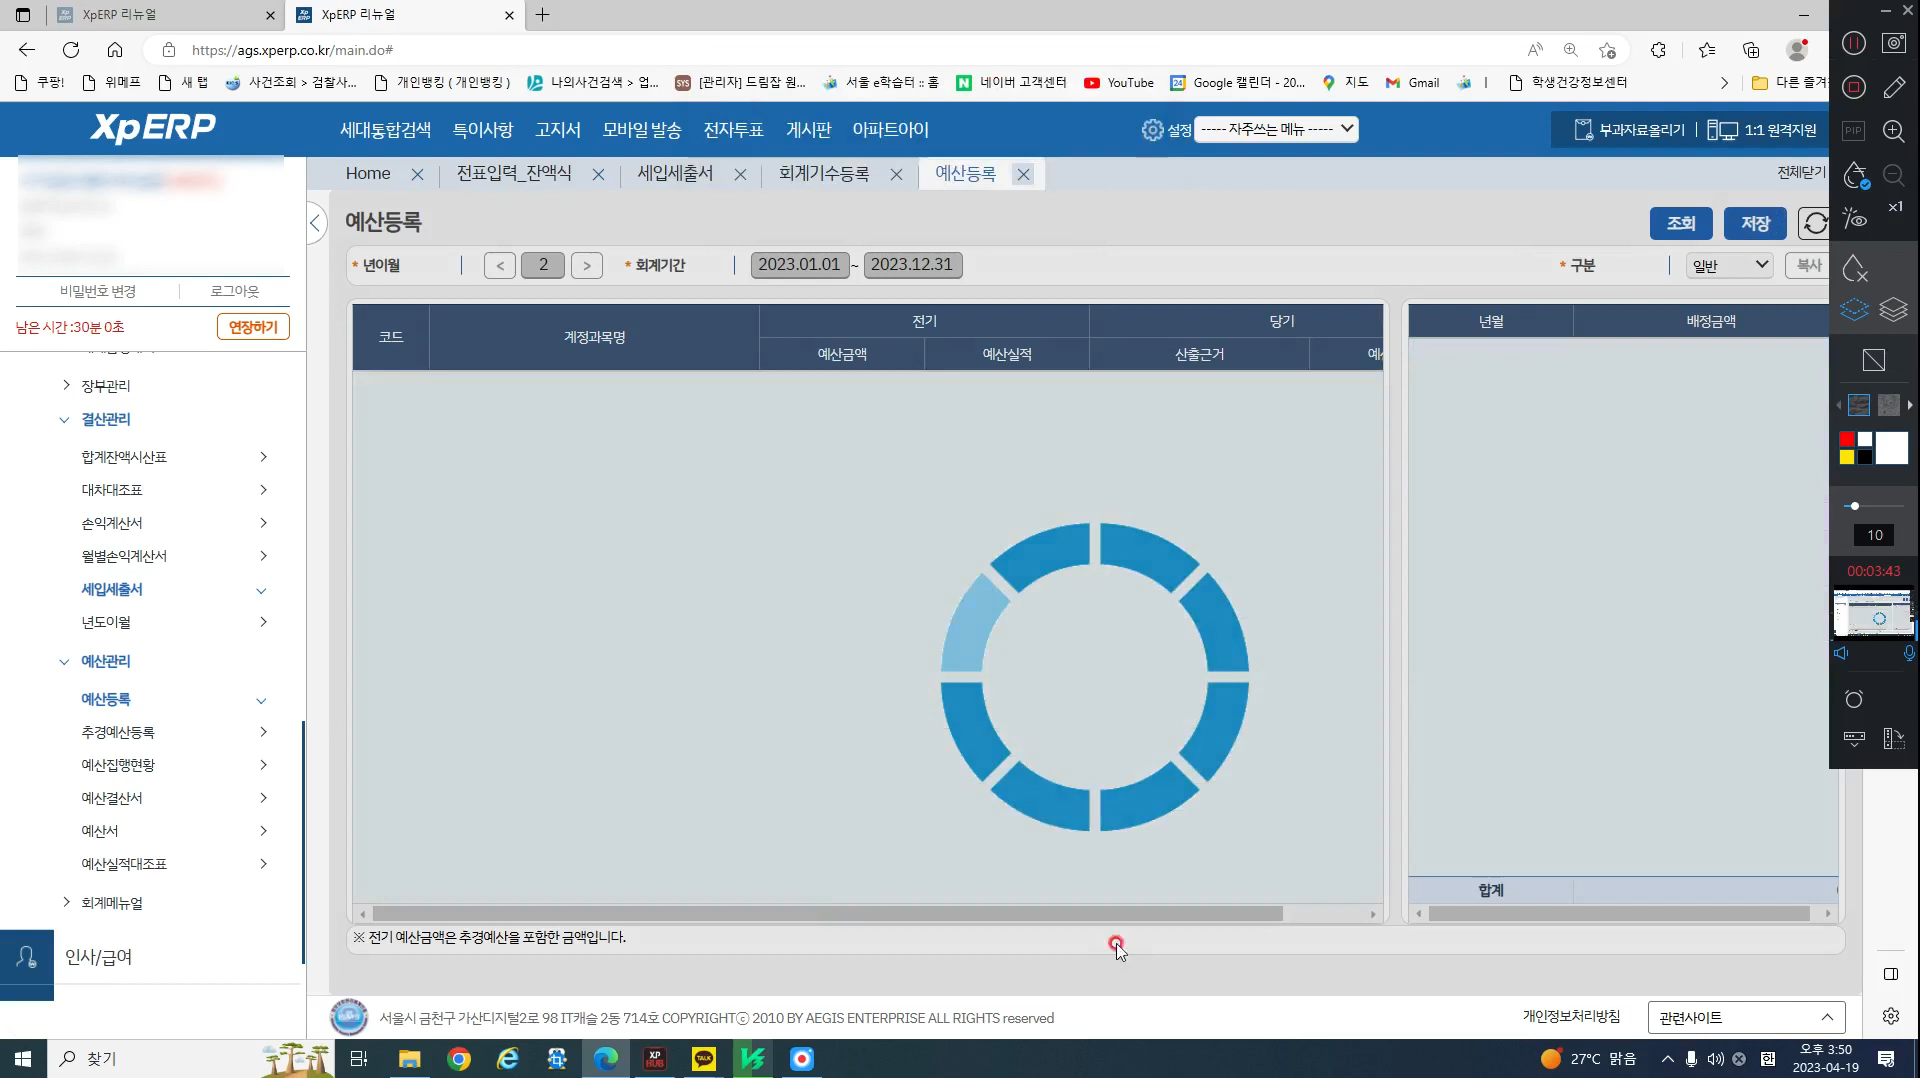 XpERP 리뉴얼
XpERP 리뉴얼
https://ags.xperp.co.kr/main.do#
쿠팡!
위메프
새 탭
사건조회 > 검찰사...
개인뱅킹 ( 개인뱅킹 )
나의사건검색 > 업...
[관리자] 드림잡 원...
서울 e학습터 :: 홈
네이버 고객센터
YouTube
Google 캘린더 - 20...
지도
Gmail
I
학생건강정보센터
다른 즐겨
XpERP
세대통합검색 특이사항 고지서 모바일 발송 전자투표 게시판 아파트아이
설정 ----- 자주쓰는 메뉴 -----
부과자료올리기 1:1 원격지원
Home 전표입력_잔액식 세입세출서 회계기수등록 예산등록 전체닫기
예산등록 조회 저장
* 년이월 < 2 > * 회계기간 2023.01.01 ~ 2023.12.31 * 구분 일반 복사
비밀번호 변경 로그아웃
남은 시간 :30분 0초 연장하기
장부관리
결산관리
합계잔액시산표
대차대조표
손익계산서
월별손익계산서
세입세출서
년도이월
예산관리
예산등록
추경예산등록
예산집행현황
예산결산서
예산서
예산실적대조표
회계메뉴얼
인사/급여
코드 계정과목명 전기 당기
예산금액 예산실적 산출근거
년월 배정금액
합계
※ 전기 예산금액은 추경예산을 포함한 금액입니다.
서울시 금천구 가산디지털2로 98 IT캐슬 2동 714호 COPYRIGHTⓒ 2010 BY AEGIS ENTERPRISE ALL RIGHTS reserved
개인정보처리방침 관련사이트
PIP
x1
10
00:03:43
찾기
XP HUB
TALK
27°C 맑음
한
오후 3:50
2023-04-19